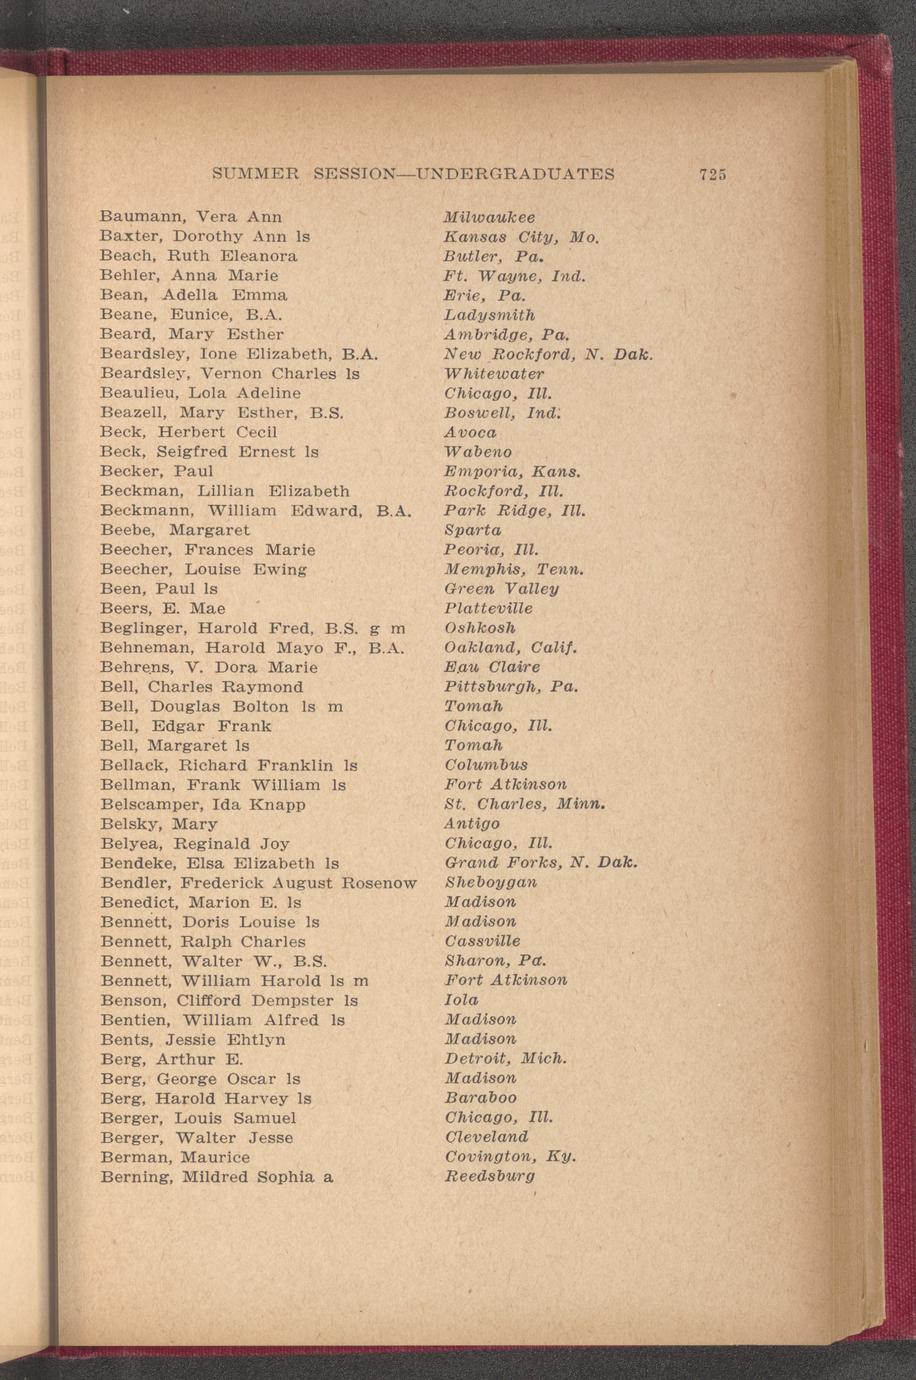 SUMMER SESSION—UNDERGRADUATES 725
Baumann, Vera Ann Milwaukee
Baxter, Dorothy Ann ls Kansas City, Mo.
Beach, Ruth Eleanora Butler, Pa.
Behler, Anna Marie Ft. Wayne, Ind.
Bean, Adella Emma Erie, Pa.
Beane, Eunice, B.A. Ladysmith
Beard, Mary Esther Ambridge, Pa.
Beardsley, Ione Elizabeth, B.A. New Rockford, N. Dak.
Beardsley, Vernon Charles ls Whitewater
Beaulieu, Lola Adeline Chicago, Ill.
Beazell, Mary Esther, B.S. Boswell, Ind.
Beck, Herbert Cecil Avoca
Beck, Seigfred Ernest ls Wabeno
Becker, Paul Emporia, Kans.
Beckman, Lillian Elizabeth Rockford, Ill.
Beckmann, William Edward, B.A. Park Ridge, Ill.
Beebe, Margaret Sparta
Beecher, Frances Marie Peoria, Ill.
Beecher, Louise Ewing Memphis, Tenn.
Been, Paul ls Green Valley
Beers, E. Mae Platteville
Beglinger, Harold Fred, B.S. g m Oshkosh
Behneman, Harold Mayo F., B.A. Oakland, Calif.
Behrens, V. Dora Marie Eau Claire
Bell, Charles Raymond Pittsburgh, Pa.
Bell, Douglas Bolton ls m Tomah
Bell, Edgar Frank Chicago, Ill.
Bell, Margaret ls Tomah
Bellack, Richard Franklin ls Columbus
Bellman, Frank William ls Fort Atkinson
Belscamper, Ida Knapp St. Charles, Minn.
Belsky, Mary Antigo
Belyea, Reginald Joy Chicago, Ill.
Bendeke, Elsa Elizabeth ls Grand Forks, N. Dak.
Bendler, Frederick August Rosenow Sheboygan
Benedict, Marion E. ls Madison
Bennett, Doris Louise ls Madison
Bennett, Ralph Charles Cassville
Bennett, Walter W., B.S. Sharon, Pa.
Bennett, William Harold ls m Fort Atkinson
Benson, Clifford Dempster ls Iola
Bentien, William Alfred ls Madison
Bents, Jessie Ehtlyn Madison
Berg, Arthur E. Detroit, Mich.
Berg, George Oscar ls Madison
Berg, Harold Harvey ls Baraboo
Berger, Louis Samuel Chicago, Ill.
Berger, Walter Jesse Cleveland
Berman, Maurice Covington, Ky.
Berning, Mildred Sophia a Reedsburg